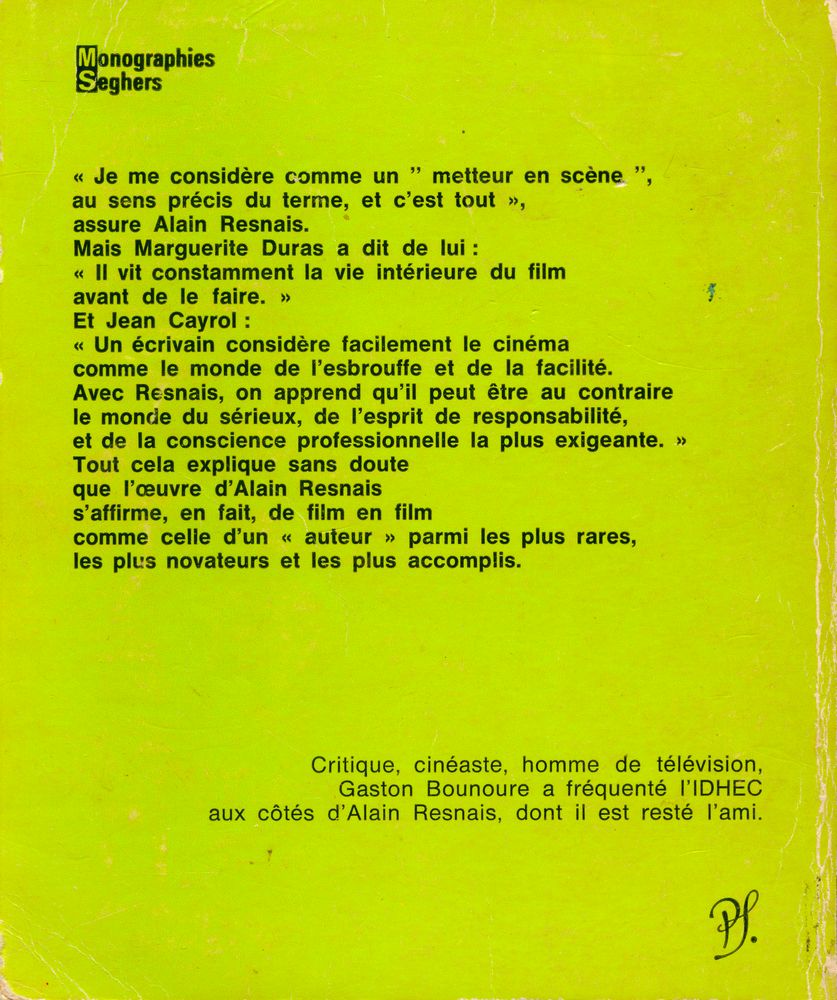 Monographies
Seghers
« Je me considère comme un ” metteur en scène ”,
au sens précis du terme, et c’est tout »,
assure Alain Resnais.
Mais Marguerite Duras a dit de lui :
« Il vit constamment la vie intérieure du film
avant de le faire. »
Et Jean Cayrol :
« Un écrivain considère facilement le cinéma
comme le monde de l’esbrouffe et de la facilité.
Avec Resnais, on apprend qu’il peut être au contraire
le monde du sérieux, de l’esprit de responsabilité,
et de la conscience professionnelle la plus exigeante. »
Tout cela explique sans doute
que l’œuvre d’Alain Resnais
s’affirme, en fait, de film en film
comme celle d’un « auteur » parmi les plus rares,
les plus novateurs et les plus accomplis.
Critique, cinéaste, homme de télévision,
Gaston Bounoure a fréquenté l’IDHEC
aux côtés d’Alain Resnais, dont il est resté l’ami.
PS.